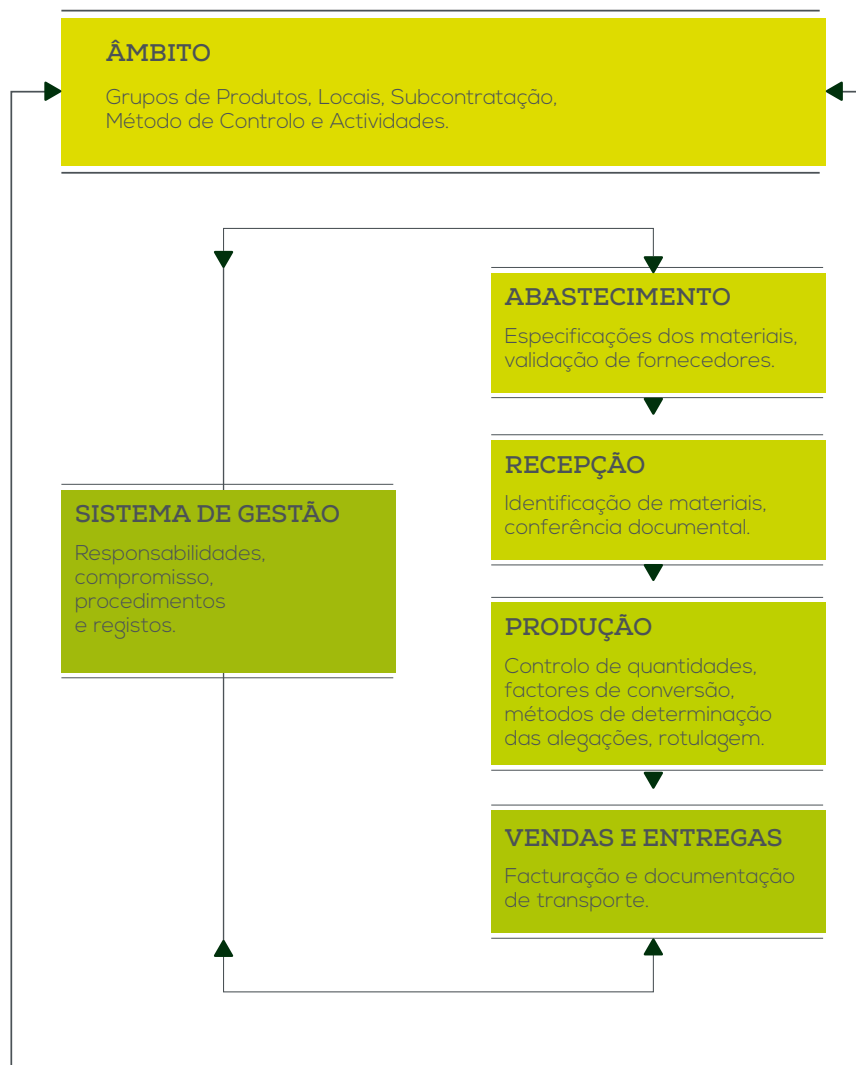 ÂMBITO
Grupos de Produtos, Locais, Subcontratação,
Método de Controlo e Actividades.
ABASTECIMENTO
Especificações dos materiais,
validação de fornecedores.
RECEPÇÃO
Identificação de materiais,
conferência documental.
SISTEMA DE GESTÃO
Responsabilidades,
compromisso,
procedimentos
e registos.
PRODUÇÃO
Controlo de quantidades,
factores de conversão,
métodos de determinação
das alegações, rotulagem.
VENDAS E ENTREGAS
Facturação e documentação
de transporte.